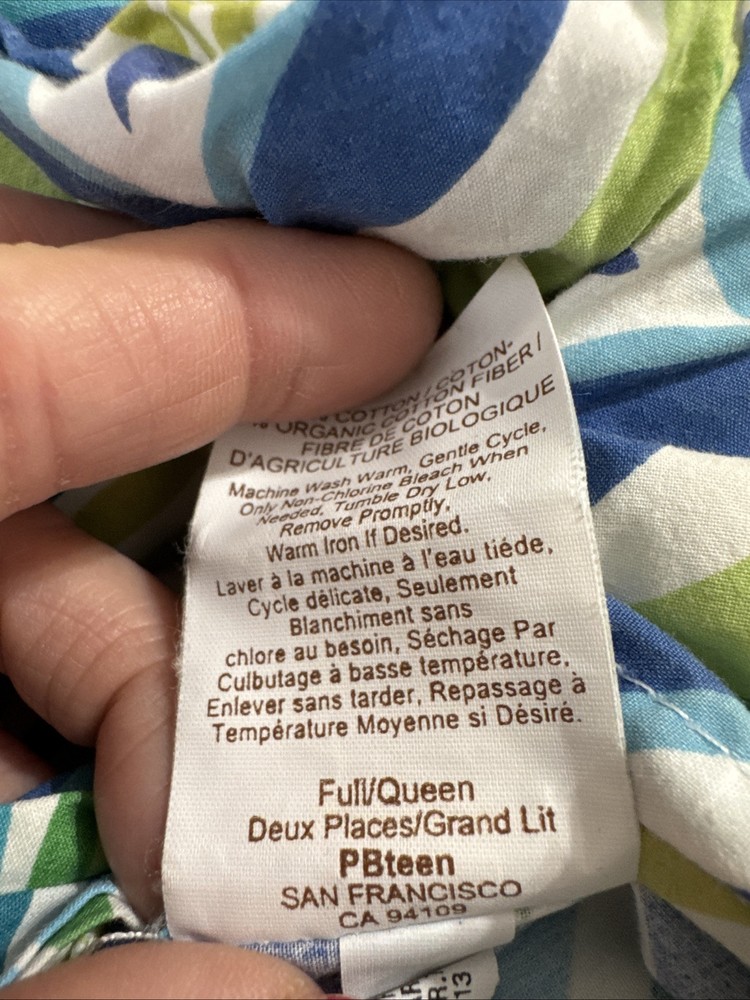 COTTON / COTON-
ORGANIC COTTON FIBER /
FIBRE DE COTON
D'AGRICULTURE BIOLOGIQUE
Machine Wash Warm, Gentle Cycle,
Only Non-Chlorine Bleach When
Needed, Tumble Dry Low,
Remove Promptly,
Warm Iron If Desired.
Laver à la machine à l'eau tiéde,
Cycle délicate, Seulement
Blanchiment sans
chlore au besoin, Séchage Par
Culbutage à basse température,
Enlever sans tarder, Repassage à
Température Moyenne si Désiré.
Full/Queen
Deux Places/Grand Lit
PBteen
SAN FRANCISCO
CA 94109
13